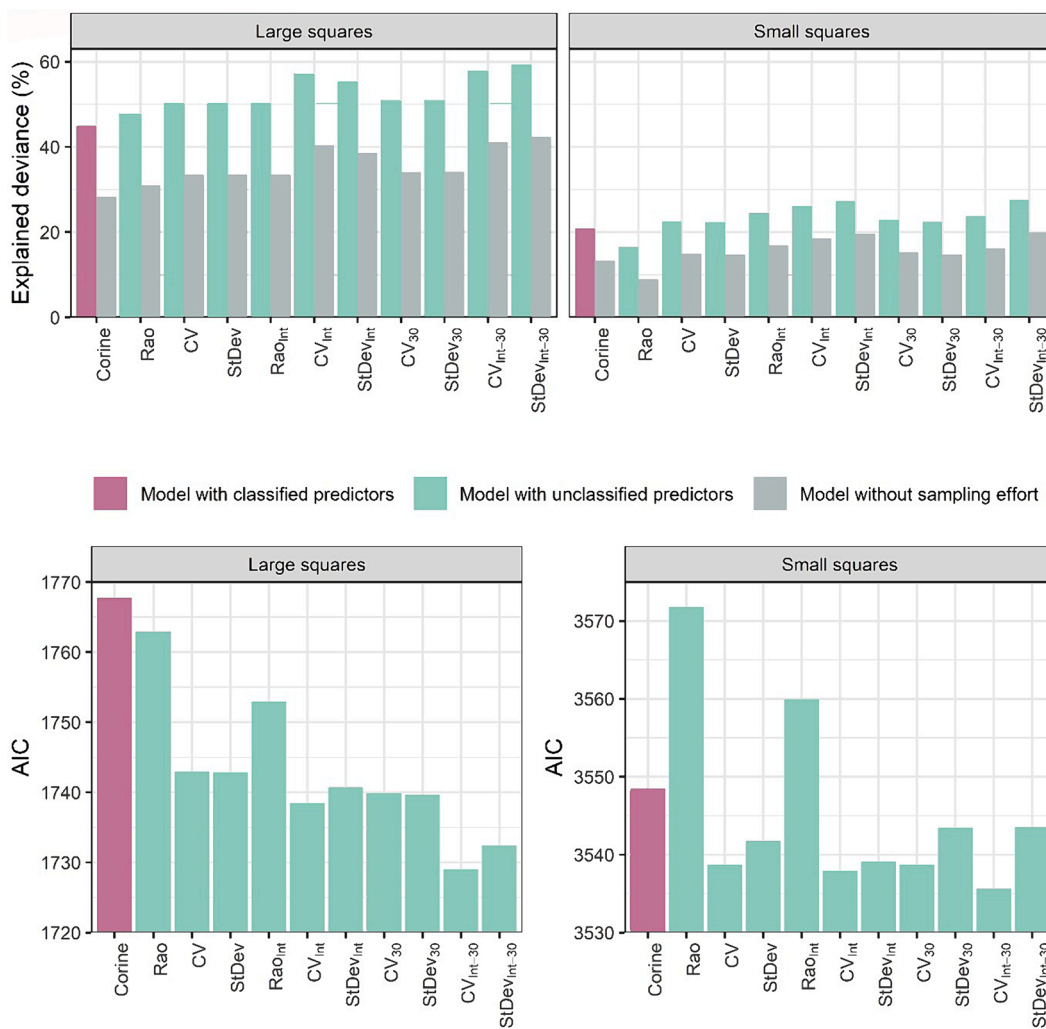 Large squares
Small squares
Explained deviance (%)
60
40
20
0
Corine
Rao
CV
StDev
RaoInt
CVInt
StDevInt
CV30
StDev30
CVInt−30
StDevInt−30
Corine
Rao
CV
StDev
RaoInt
CVInt
StDevInt
CV30
StDev30
CVInt−30
StDevInt−30
Model with classified predictors
Model with unclassified predictors
Model without sampling effort
Large squares
AIC
1770
1760
1750
1740
1730
1720
Corine
Rao
CV
StDev
RaoInt
CVInt
StDevInt
CV30
StDev30
CVInt−30
StDevInt−30
Small squares
AIC
3570
3560
3550
3540
3530
Corine
Rao
CV
StDev
RaoInt
CVInt
StDevInt
CV30
StDev30
CVInt−30
StDevInt−30